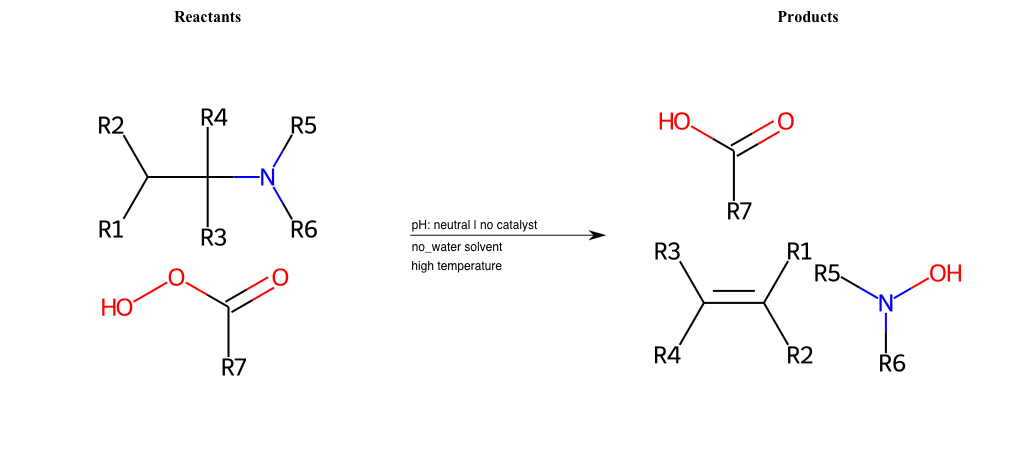 Reactants
Products
R2
R4
R5
N
R1
R3
R6
HO
O
O
R7
pH: neutral | no catalyst
no_water solvent
high temperature
HO
O
R7
R3
R1
R4
R2
R5
OH
N
R6